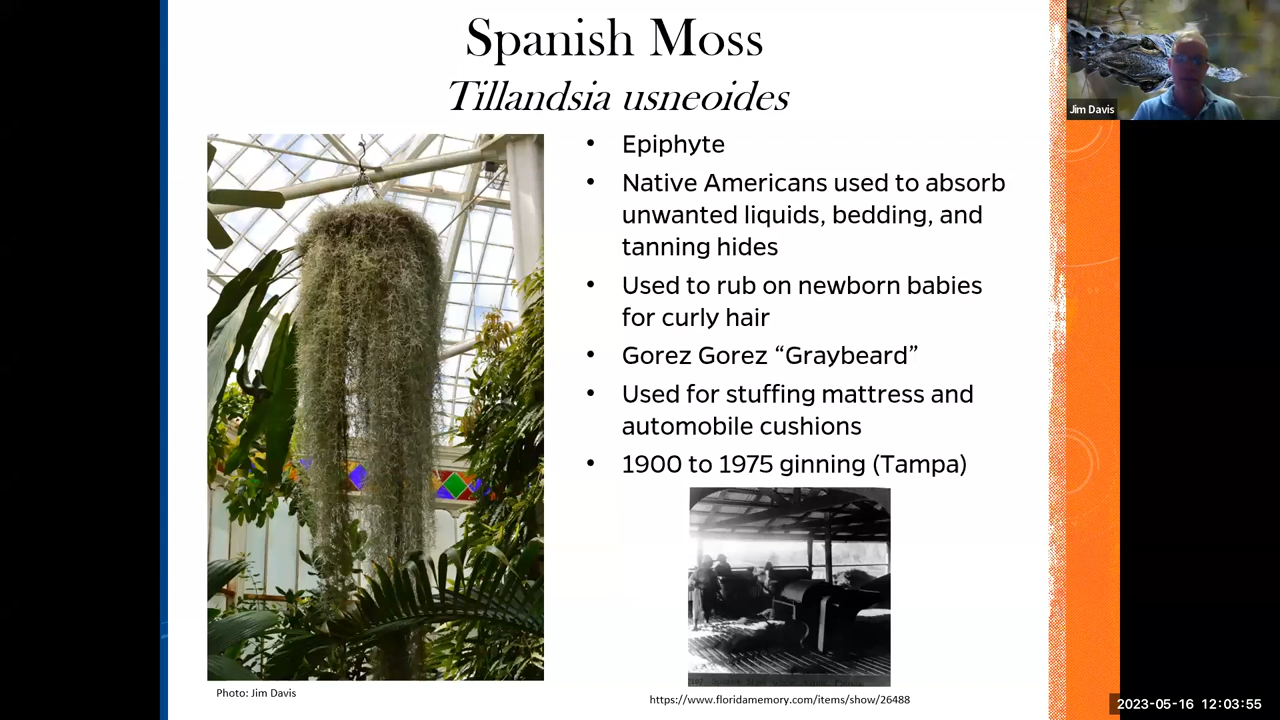 Spanish Moss
Tillandsia usneoides
Jim Davis
• Epiphyte
• Native Americans used to absorb
unwanted liquids, bedding, and
tanning hides
• Used to rub on newborn babies
for curly hair
• Gorez Gorez “Graybeard”
• Used for stuffing mattress and
automobile cushions
• 1900 to 1975 ginning (Tampa)
Photo: Jim Davis
https://www.floridamemory.com/items/show/26488
2023-05-16 12:03:55